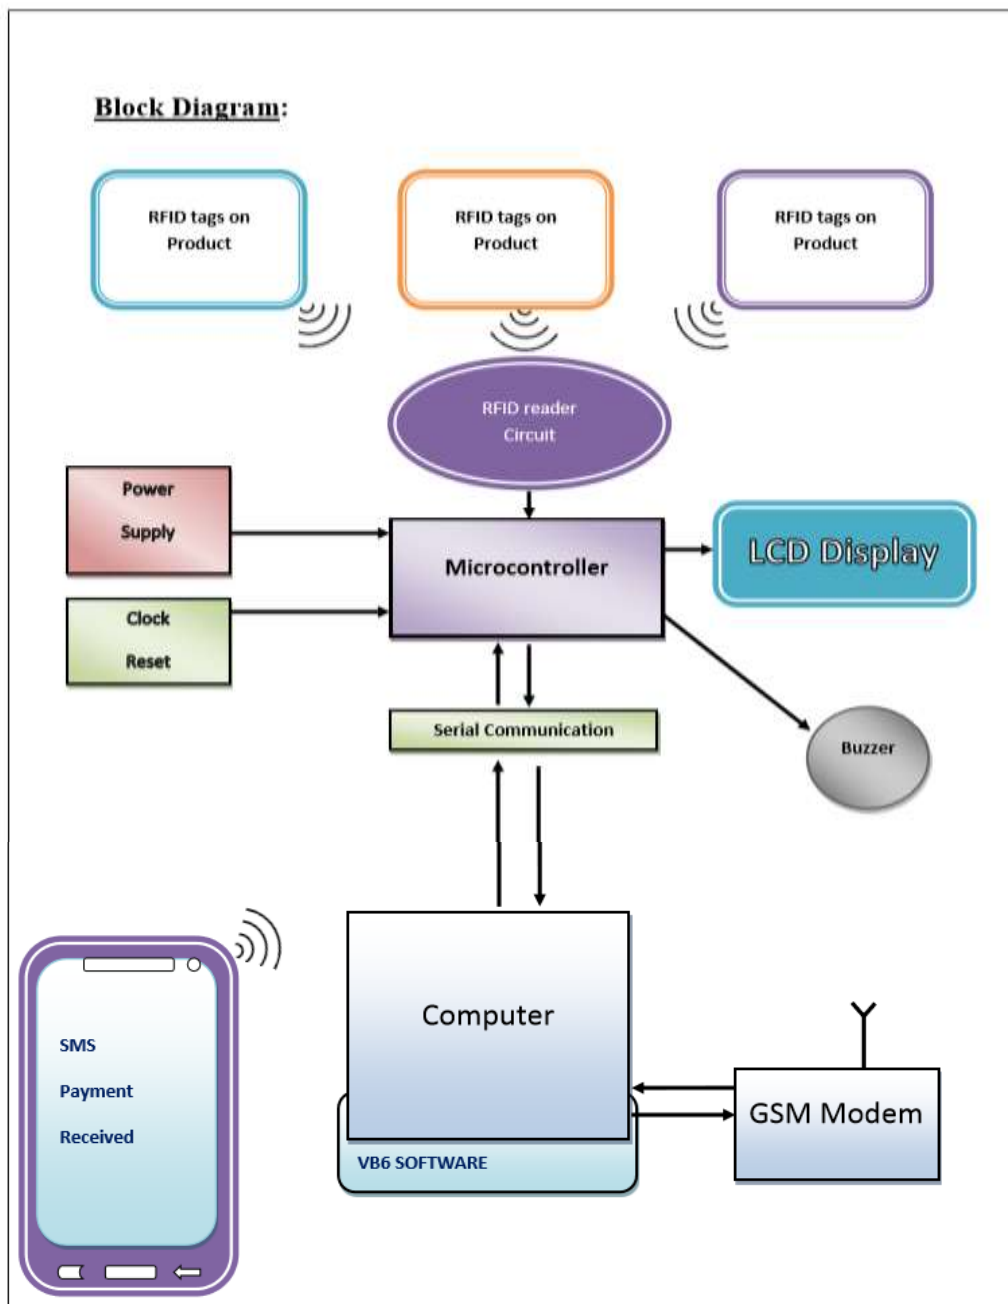 Block Diagram:
RFID tags on
Product
RFID tags on
Product
RFID tags on
Product
RFID reader
Circuit
Power
Supply
Microcontroller
LCD Display
Clock
Reset
Serial Communication
Buzzer
Computer
SMS
Payment
Received
GSM Modem
VB6 SOFTWARE